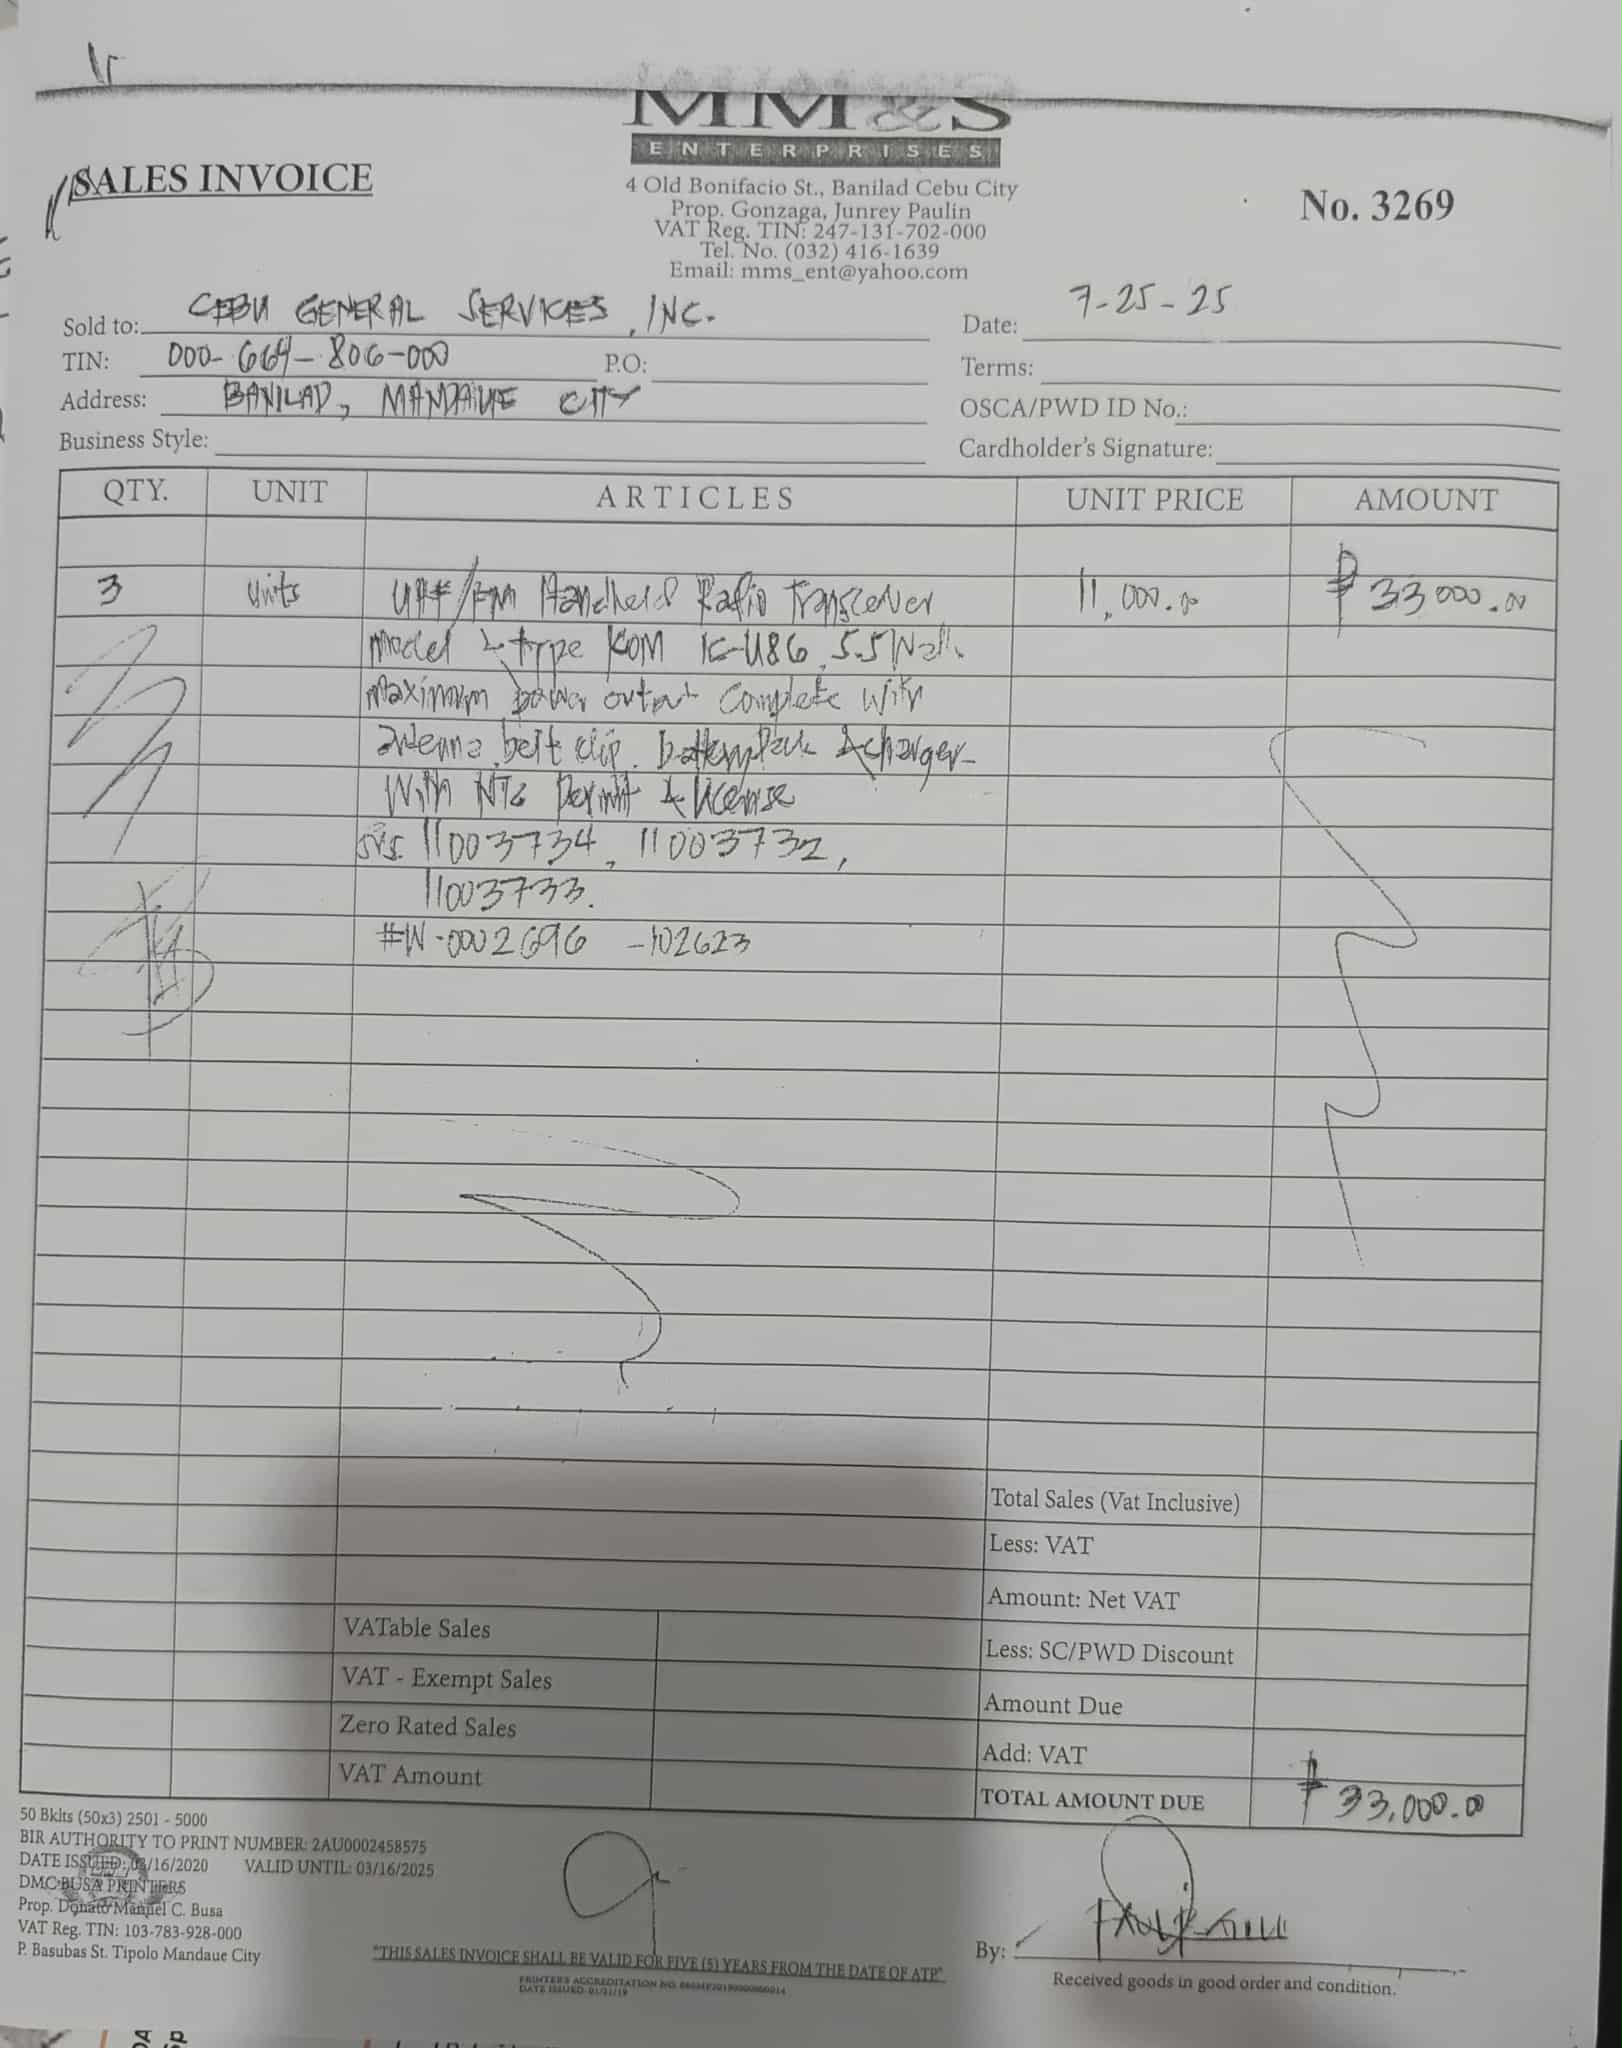 MM&S
ENTERPRISES
4 Old Bonifacio St., Banilad Cebu City
Prop. Gonzaga, Junrey Paulin
VAT Reg. TIN: 247-131-702-000
Tel. No. (032) 416-1639
Email: mms_ent@yahoo.com
SALES INVOICE
No. 3269
Sold to: CEBU GENERAL SERVICES, INC.
Date: 7-25-25
TIN: 000-664-806-000 P.O:
Terms:
Address: BANILAD, MANDAUE CITY
OSCA/PWD ID No.:
Business Style:
Cardholder's Signature:
QTY. UNIT ARTICLES UNIT PRICE AMOUNT
3 units UHF/FM Handheld Radio Transceiver 11,000.00 ₱ 33000.00
Model & type ICOM IC-U86, 5.5 Watt
Maximum power output complete with
antenna, belt clip, battery pack & charger
With NTC Permit & license
SNS. 11003734, 11003732,
11003733.
#W-0002696 -102623
Total Sales (Vat Inclusive)
Less: VAT
Amount: Net VAT
VATable Sales Less: SC/PWD Discount
VAT - Exempt Sales Amount Due
Zero Rated Sales Add: VAT
VAT Amount TOTAL AMOUNT DUE ₱ 33,000.00
50 Bklts (50x3) 2501 - 5000
BIR AUTHORITY TO PRINT NUMBER: 2AU0002458575
DATE ISSUED: 03/16/2020 VALID UNTIL: 03/16/2025
DMC BUSA PRINTERS
Prop. Donato Manuel C. Busa
VAT Reg. TIN: 103-783-928-000
P. Basubas St. Tipolo Mandaue City
"THIS SALES INVOICE SHALL BE VALID FOR FIVE (5) YEARS FROM THE DATE OF ATP"
PRINTER'S ACCREDITATION NO.
DATE ISSUED: 01/21/19
By:
Received goods in good order and condition.